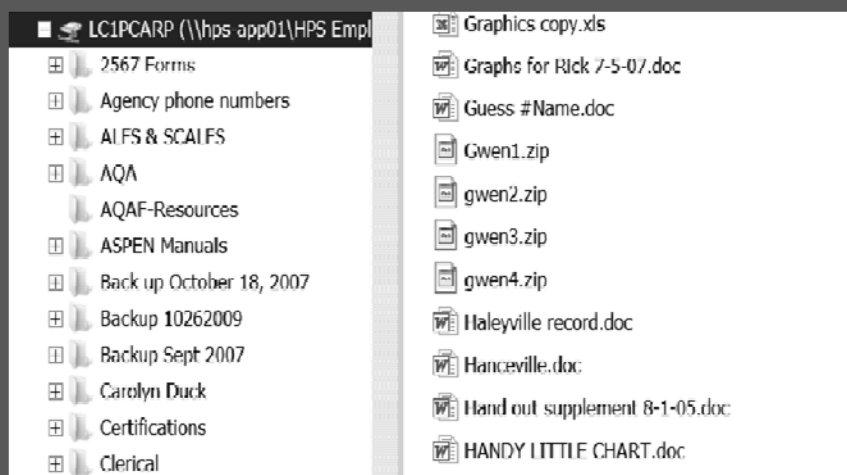 LC1PCARP (\\hps-app01\HPS Empl
2567 Forms
Agency phone numbers
ALFS & SCALFS
AQA
AQAF-Resources
ASPEN Manuals
Back up October 18, 2007
Backup 10262009
Backup Sept 2007
Carolyn Duck
Certifications
Clerical
Graphics copy.xls
Graphs for Rick 7-5-07.doc
Guess #Name.doc
Gwen1.zip
gwen2.zip
gwen3.zip
gwen4.zip
Haleyville record.doc
Hanceville.doc
Hand out supplement 8-1-05.doc
HANDY LITTLE CHART.doc